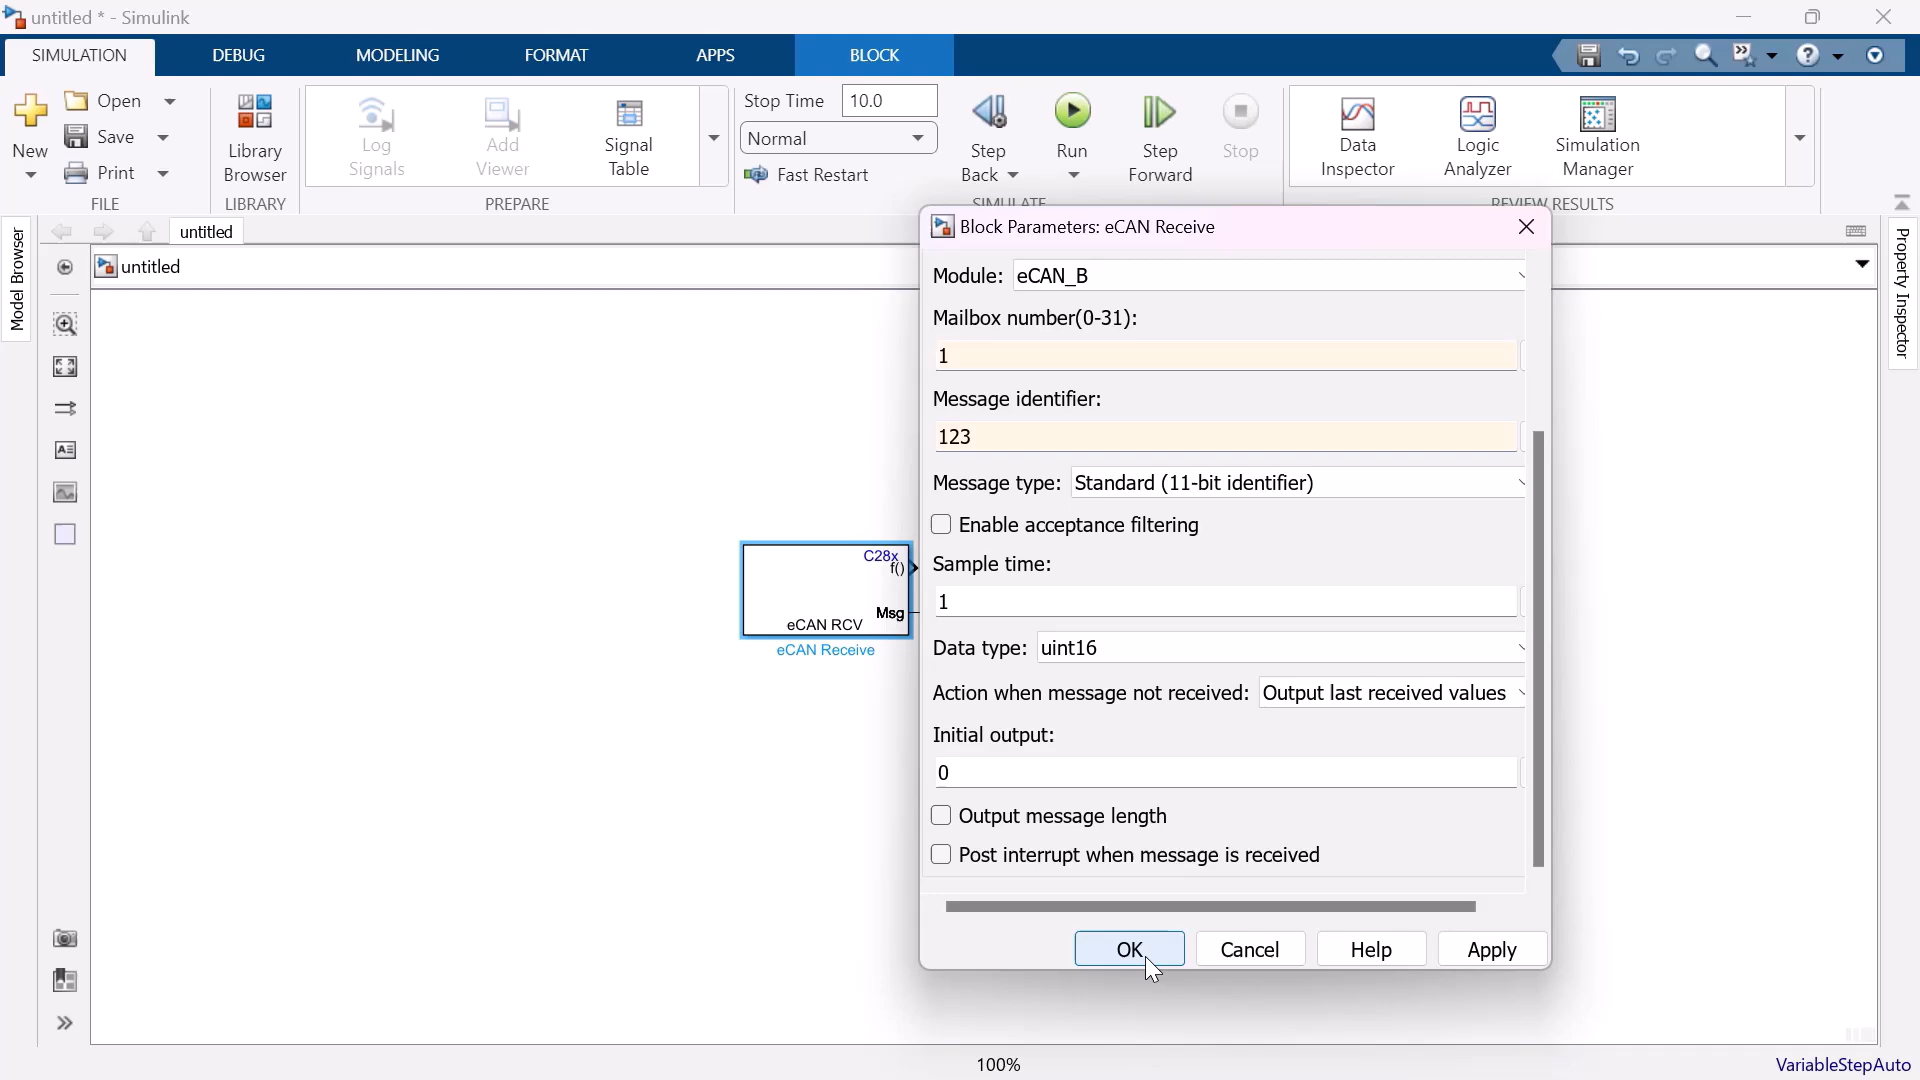 untitled * - Simulink
SIMULATION DEBUG MODELING FORMAT APPS BLOCK
New
Open
Save
Print
FILE
Library Browser
LIBRARY
Log Signals
Add Viewer
Signal Table
PREPARE
Stop Time 10.0
Normal
Fast Restart
Step Back
Run
Step Forward
Stop
SIMULATE
Data Inspector
Logic Analyzer
Simulation Manager
REVIEW RESULTS
Model Browser
untitled
untitled
Property Inspector
C28x
f()
Msg
eCAN RCV
eCAN Receive
Block Parameters: eCAN Receive
Module: eCAN_B
Mailbox number(0-31):
1
Message identifier:
123
Message type: Standard (11-bit identifier)
Enable acceptance filtering
Sample time:
1
Data type: uint16
Action when message not received: Output last received values
Initial output:
0
Output message length
Post interrupt when message is received
OK Cancel Help Apply
100%
VariableStepAuto